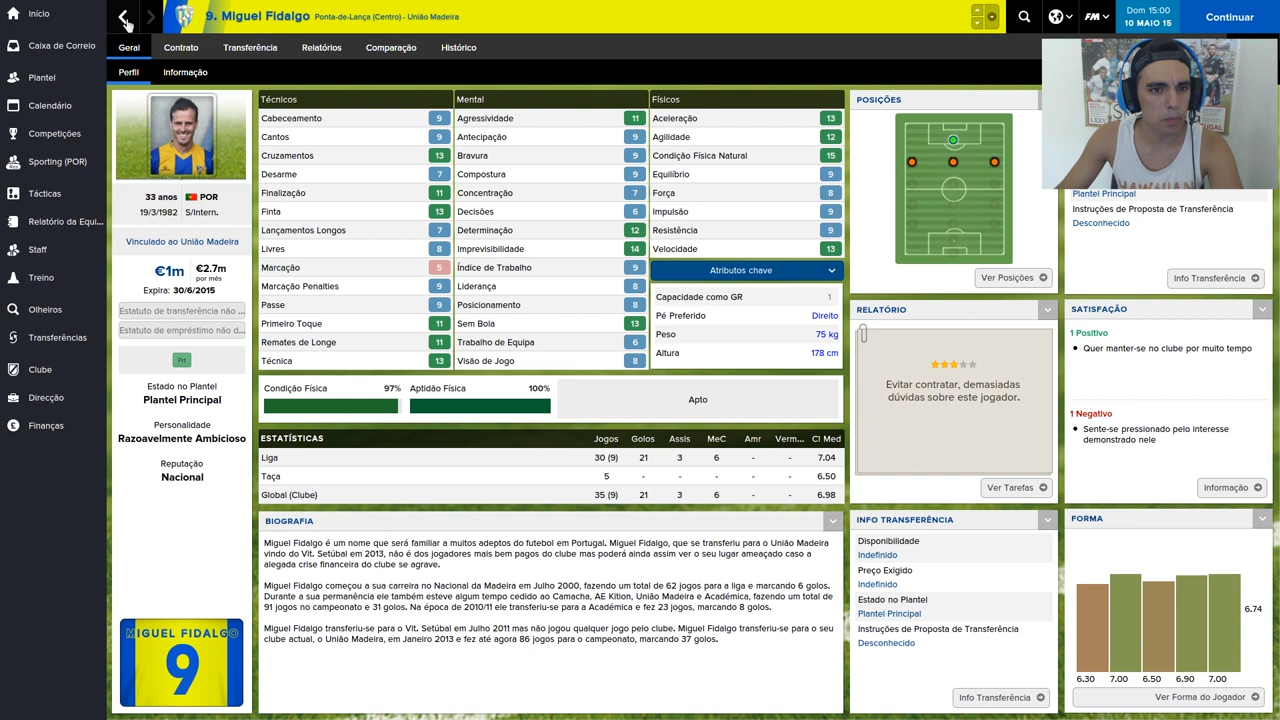 Início
Caixa de Correio
Plantel
Calendário
Competições
Sporting (POR)
Tácticas
Relatório da Equi...
Staff
Treino
Olheiros
Transferências
Clube
Direcção
Finanças
9. Miguel Fidalgo Ponta-de-Lança (Centro) - União Madeira
FM
Dom 15:00
10 MAIO 15
Continuar
Geral Contrato Transferência Relatórios Comparação Histórico
Perfil Informação
33 anos POR
19/3/1982 S/Intern.
Vinculado ao União Madeira
€1m €2.7m
por mês
Expira: 30/6/2015
Estatuto de transferência não ...
Estatuto de empréstimo não d...
Prt
Estado no Plantel
Plantel Principal
Personalidade
Razoavelmente Ambicioso
Reputação
Nacional
MIGUEL FIDALGO
9
Técnicos
Cabeceamento 9
Cantos 9
Cruzamentos 13
Desarme 7
Finalização 11
Finta 13
Lançamentos Longos 7
Livres 8
Marcação 5
Marcação Penalties 9
Passe 9
Primeiro Toque 11
Remates de Longe 11
Técnica 13
Mental
Agressividade 11
Antecipação 9
Bravura 9
Compostura 9
Concentração 7
Decisões 6
Determinação 12
Imprevisibilidade 14
Índice de Trabalho 9
Liderança 8
Posicionamento 8
Sem Bola 13
Trabalho de Equipa 6
Visão de Jogo 8
Físicos
Aceleração 13
Agilidade 12
Condição Física Natural 15
Equilíbrio 9
Força 8
Impulsão 9
Resistência 9
Velocidade 13
Atributos chave
Capacidade como GR 1
Pé Preferido Direito
Peso 75 kg
Altura 178 cm
Condição Física 97% Aptidão Física 100%
Apto
ESTATÍSTICAS Jogos Golos Assis MeC Amr Verm... Cl Med
Liga 30 (9) 21 3 6 - - 7.04
Taça 5 - - - - - 6.50
Global (Clube) 35 (9) 21 3 6 - - 6.98
BIOGRAFIA
Miguel Fidalgo é um nome que será familiar a muitos adeptos do futebol em Portugal. Miguel Fidalgo, que se transferiu para o União Madeira
vindo do Vit. Setúbal em 2013, não é dos jogadores mais bem pagos do clube mas poderá ainda assim ver o seu lugar ameaçado caso a
alegada crise financeira do clube se agrave.
Miguel Fidalgo começou a sua carreira no Nacional da Madeira em Julho 2000, fazendo um total de 62 jogos para a liga e marcando 6 golos.
Durante a sua permanência ele também esteve algum tempo cedido ao Camacha, AE Kition, União Madeira e Académica, fazendo um total de
91 jogos no campeonato e 31 golos. Na época de 2010/11 ele transferiu-se para a Académica e fez 23 jogos, marcando 8 golos.
Miguel Fidalgo transferiu-se para o Vit. Setúbal em Julho 2011 mas não jogou qualquer jogo pelo clube. Miguel Fidalgo transferiu-se para o seu
clube actual, o União Madeira, em Janeiro 2013 e fez até agora 86 jogos para o campeonato, marcando 37 golos.
POSIÇÕES
Ver Posições
RELATÓRIO
Evitar contratar, demasiadas
dúvidas sobre este jogador.
Ver Tarefas
INFO TRANSFERÊNCIA
Disponibilidade
Indefinido
Preço Exigido
Indefinido
Estado no Plantel
Plantel Principal
Instruções de Proposta de Transferência
Desconhecido
Info Transferência
Plantel Principal
Instruções de Proposta de Transferência
Desconhecido
Info Transferência
SATISFAÇÃO
1 Positivo
• Quer manter-se no clube por muito tempo
1 Negativo
• Sente-se pressionado pelo interesse
demonstrado nele
Informação
FORMA
6.74
6.30 7.00 6.50 6.90 7.00
Ver Forma do Jogador